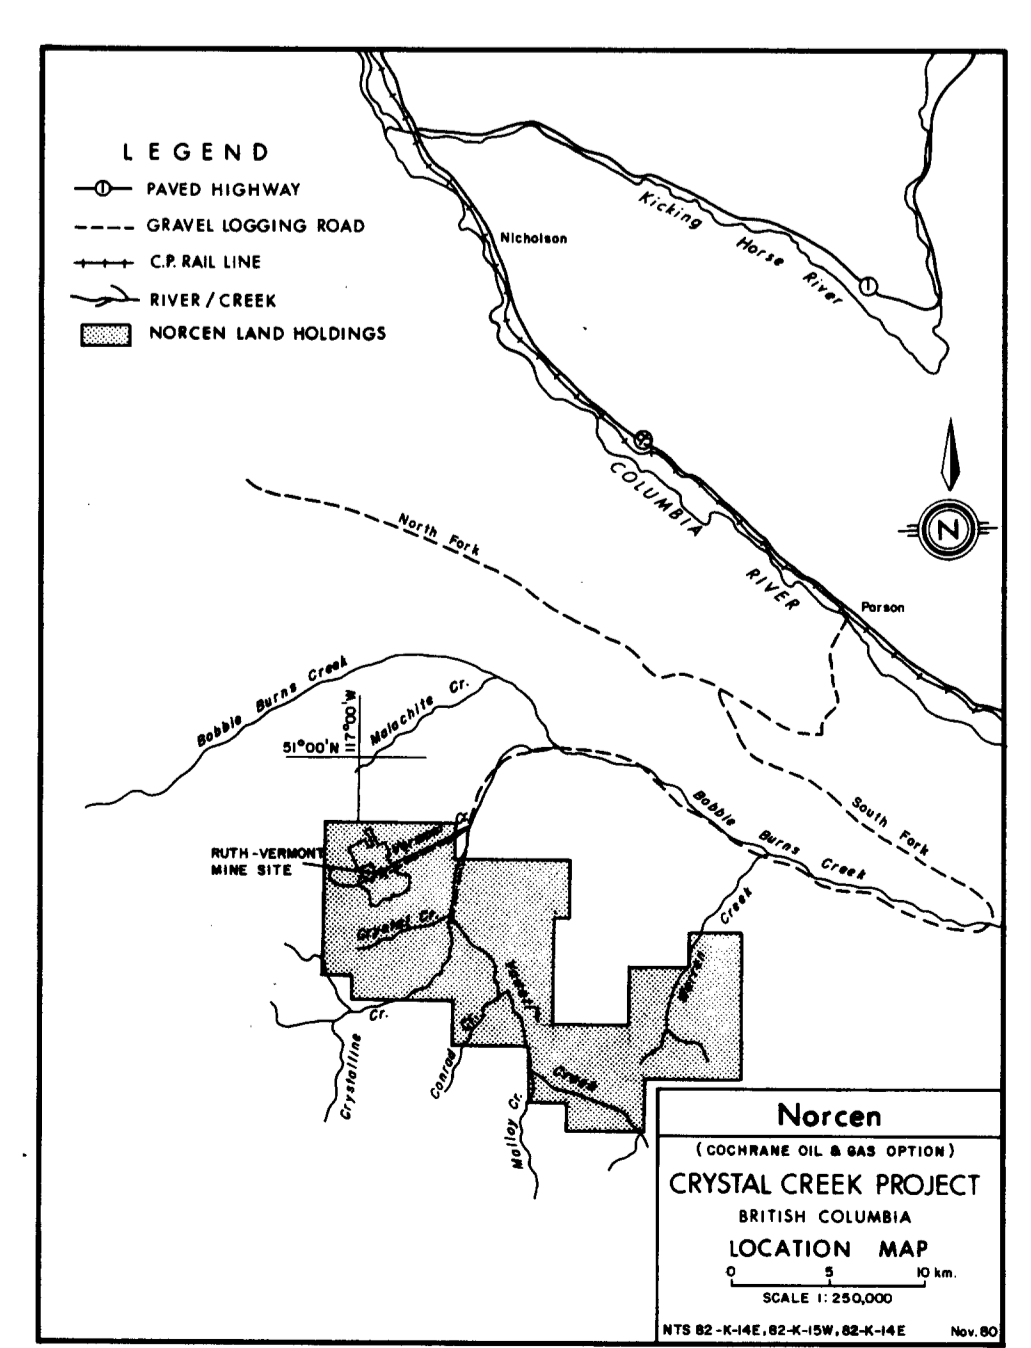 LEGEND
PAVED HIGHWAY
GRAVEL LOGGING ROAD
C.P. RAIL LINE
RIVER / CREEK
NORCEN LAND HOLDINGS
Kicking Horse River
Nicholson
1
COLUMBIA RIVER
N
North Fork
Parson
Bobbie Burns Creek
Malachite Cr.
117°00'W
51°00'N
Bobbie Burns Creek
South Fork
RUTH-VERMONT
MINE SITE
Vermont
Crystal Cr.
Creek
Warren
Crystalline Cr.
Conrad Cr.
Creek
Malloy Cr.
Norcen
(COCHRANE OIL & GAS OPTION)
CRYSTAL CREEK PROJECT
BRITISH COLUMBIA
LOCATION MAP
0 5 10 km.
SCALE 1:250,000
NTS 82-K-14E, 82-K-15W, 82-K-14E Nov. 80